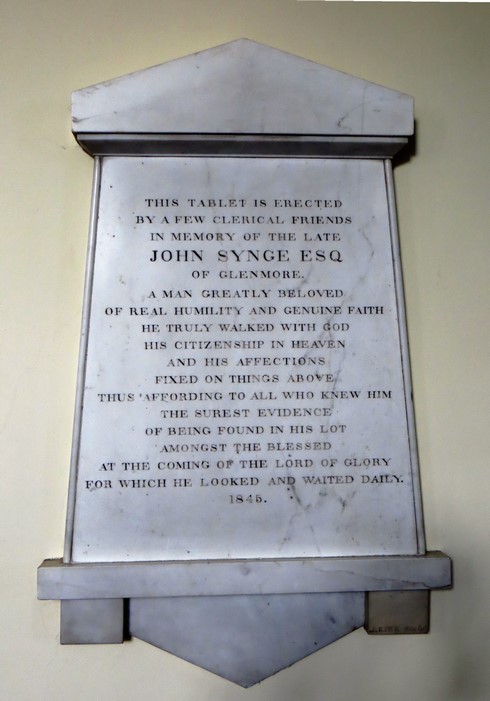 THIS TABLET IS ERECTED
BY A FEW CLERICAL FRIENDS
IN MEMORY OF THE LATE
JOHN SYNGE ESQ
OF GLENMORE.
A MAN GREATLY BELOVED
OF REAL HUMILITY AND GENUINE FAITH
HE TRULY WALKED WITH GOD
HIS CITIZENSHIP IN HEAVEN
AND HIS AFFECTIONS
FIXED ON THINGS ABOVE,
THUS AFFORDING TO ALL WHO KNEW HIM
THE SUREST EVIDENCE
OF BEING FOUND IN HIS LOT
AMONGST THE BLESSED
AT THE COMING OF THE LORD OF GLORY
FOR WHICH HE LOOKED AND WAITED DAILY.
1845.